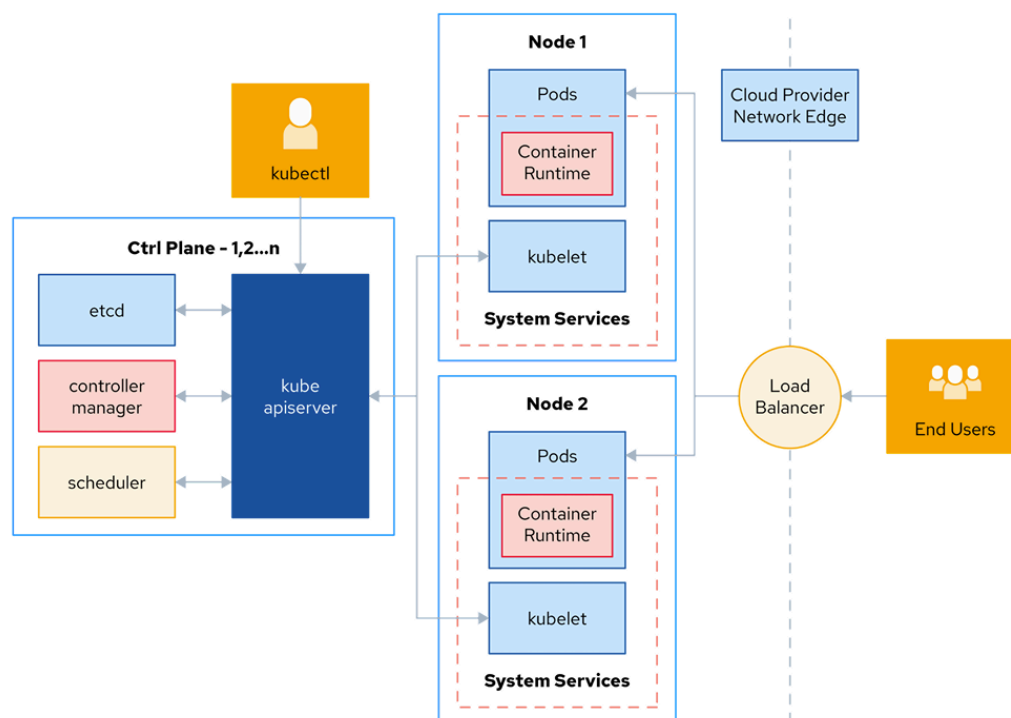 Node 1
Pods
Container
Runtime
kubelet
System Services
Cloud Provider
Network Edge
kubectl
Ctrl Plane - 1,2...n
etcd
controller
manager
scheduler
kube
apiserver
Node 2
Pods
Container
Runtime
kubelet
System Services
Load
Balancer
End Users